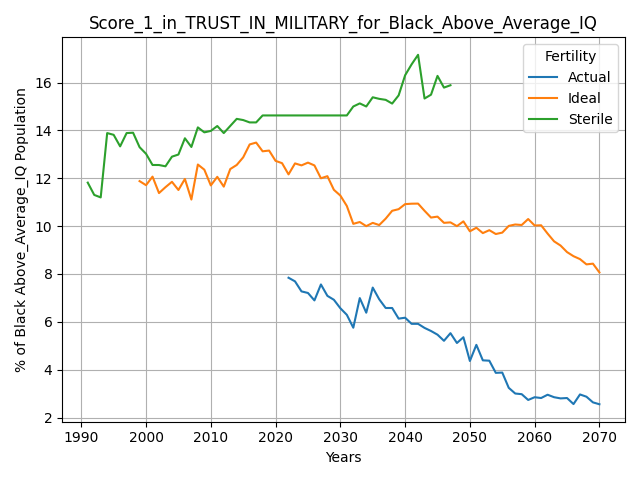 Score_1_in_TRUST_IN_MILITARY_for_Black_Above_Average_IQ
% of Black Above_Average_IQ Population
16
14
12
10
8
6
4
2
Fertility
Actual
Ideal
Sterile
1990 2000 2010 2020 2030 2040 2050 2060 2070
Years